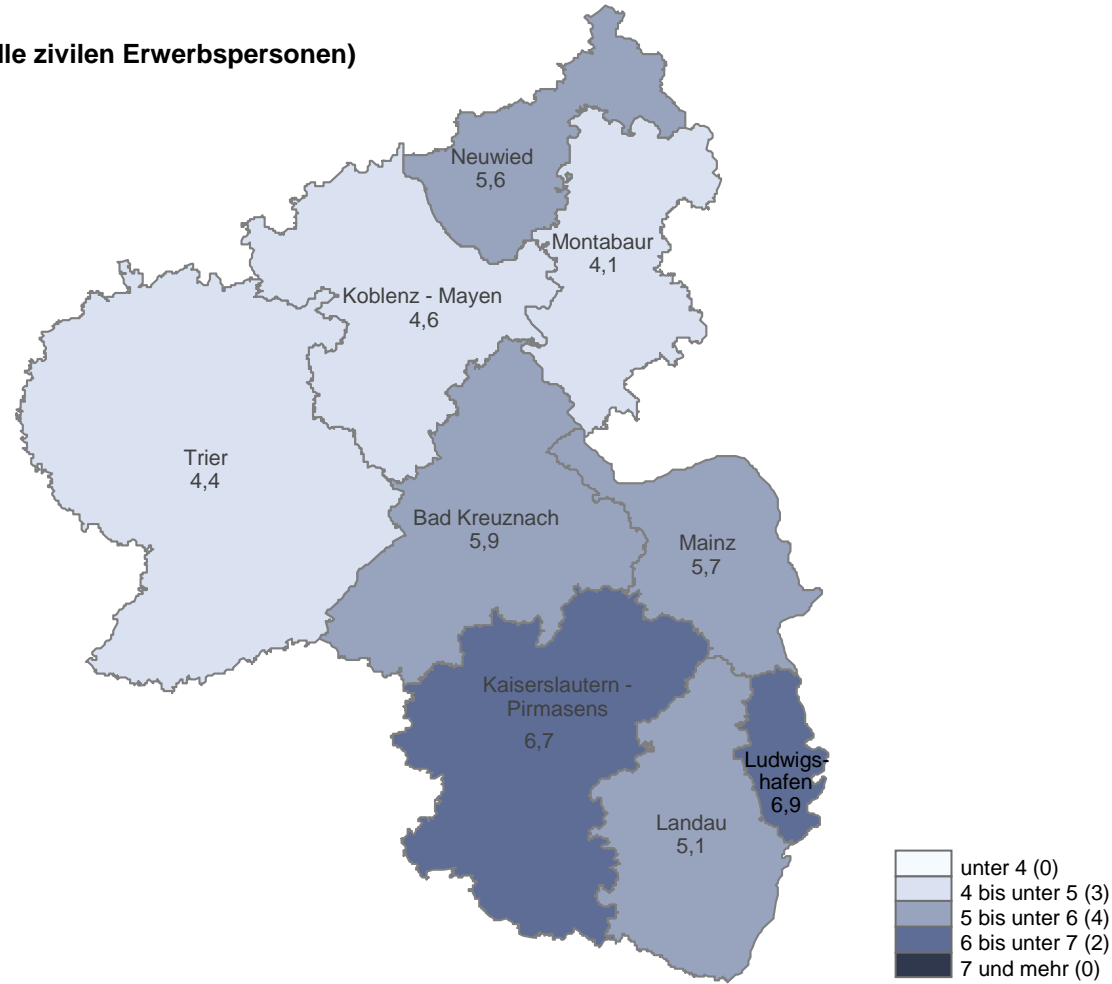 lle zivilen Erwerbspersonen)
Neuwied
5,6
Montabaur
4,1
Koblenz - Mayen
4,6
Trier
4,4
Bad Kreuznach
5,9
Mainz
5,7
Kaiserslautern -
Pirmasens
6,7
Ludwigs-
hafen
6,9
Landau
5,1
unter 4 (0)
4 bis unter 5 (3)
5 bis unter 6 (4)
6 bis unter 7 (2)
7 und mehr (0)